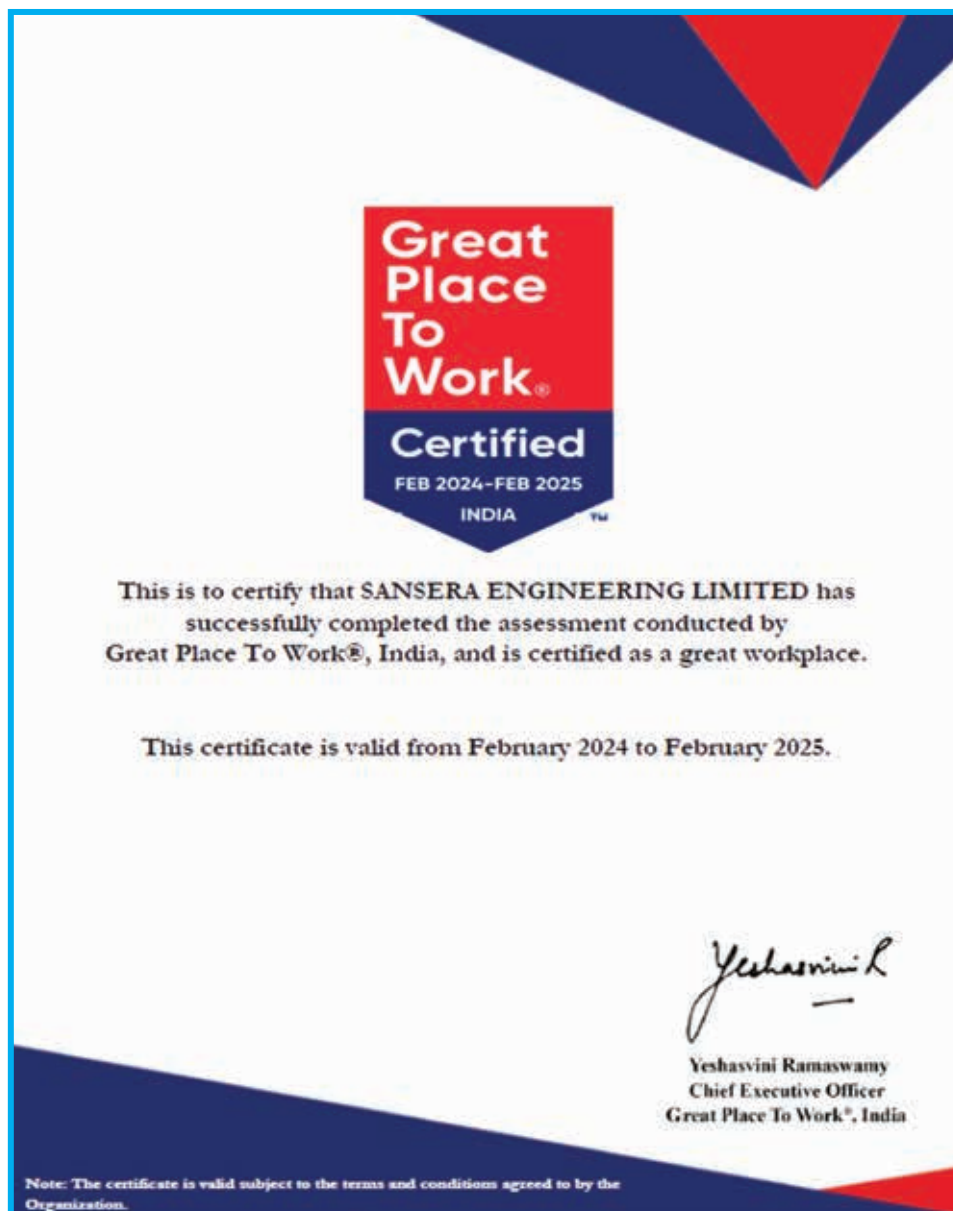 Great
Place
To
Work®
Certified
FEB 2024-FEB 2025
INDIA ™
This is to certify that SANSERA ENGINEERING LIMITED has
successfully completed the assessment conducted by
Great Place To Work®, India, and is certified as a great workplace.
This certificate is valid from February 2024 to February 2025.
Yeshasvini R
Yeshasvini Ramaswamy
Chief Executive Officer
Great Place To Work®, India
Note: The certificate is valid subject to the terms and conditions agreed to by the
Organization.